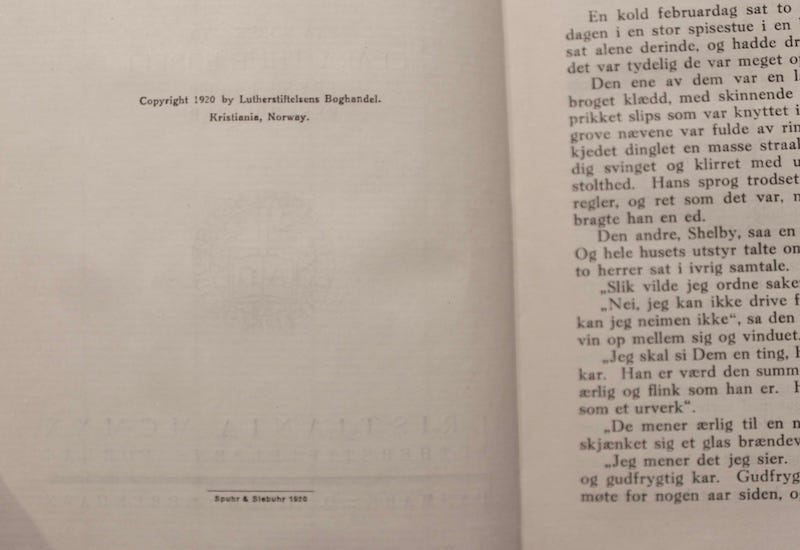 Copyright 1920 by Lutherstiftelsens Boghandel.
Kristiania, Norway.
Spuhr & Siebuhr 1920
En kold februardag sat to
dagen i en stor spisestue i en
sat alene derinde, og hadde
det var tydelig de var meget
Den ene av dem var en
broget klædd, med skinnende
prikket slips som var knyttet i
grove nævene var fulde av
kjedet dinglet en masse
dig svinget og klirret med
stolthed. Hans sprog trodset
regler, og ret som det var,
bragte han en ed.
Den andre, Shelby, saa en
Og hele husets utstyr talte
to herrer sat i ivrig samtale.
„Slik vilde jeg ordne
„Nei, jeg kan ikke drive
kan jeg neimen ikke“, sa den
vin op mellem sig og vinduet.
„Jeg skal si Dem en ting,
kar. Han er værd den
ærlig og flink som han er.
som et urverk“.
„De mener ærlig til en
skjænket sig et glas
„Jeg mener det jeg sier.
og gudfrygtig kar.
møte for nogen aar siden,